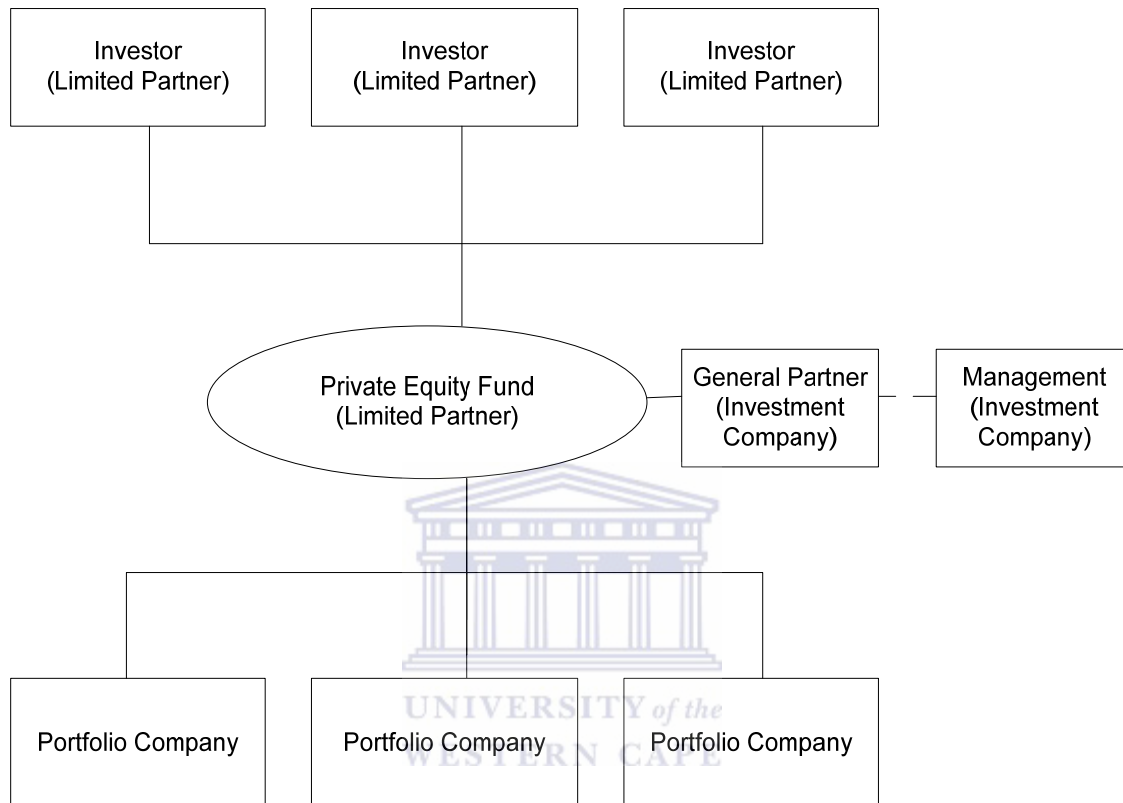 Investor
(Limited Partner)
Investor
(Limited Partner)
Investor
(Limited Partner)
Private Equity Fund
(Limited Partner)
General Partner
(Investment
Company)
Management
(Investment
Company)
Portfolio Company
Portfolio Company
Portfolio Company
UNIVERSITY of the
WESTERN CAPE